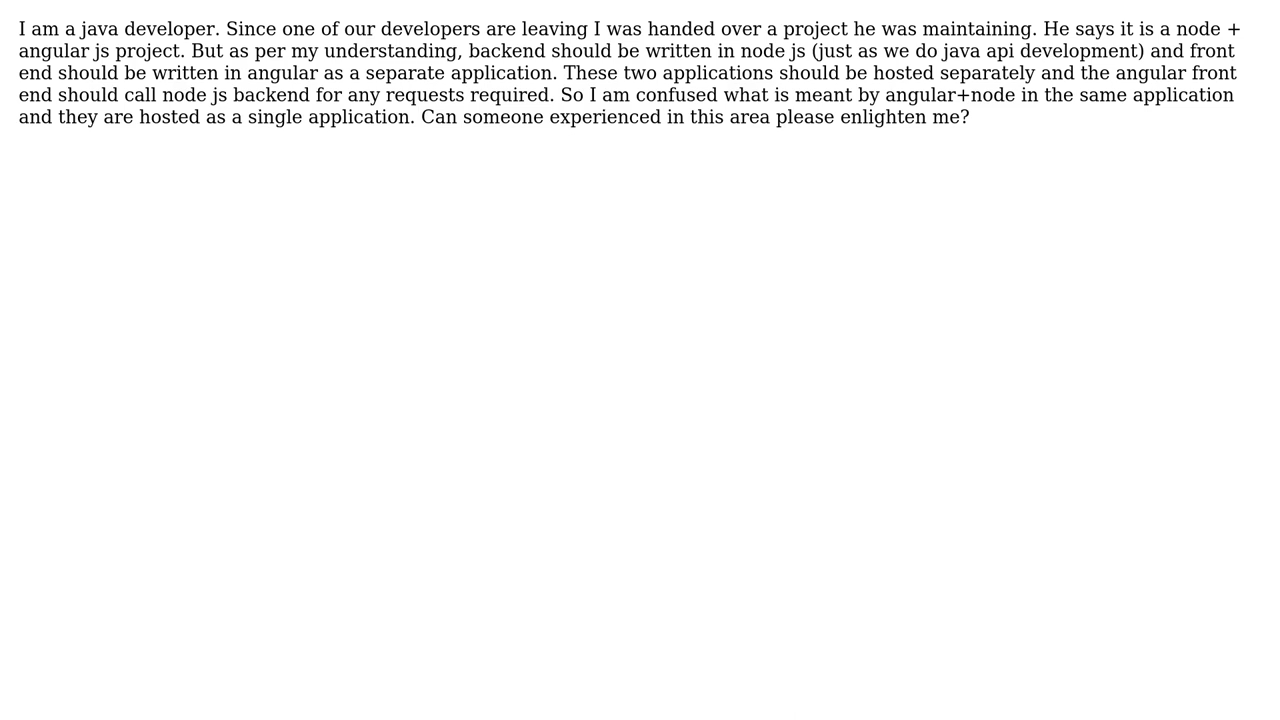 I am a java developer. Since one of our developers are leaving I was handed over a project he was maintaining. He says it is a node +
angular js project. But as per my understanding, backend should be written in node js (just as we do java api development) and front
end should be written in angular as a separate application. These two applications should be hosted separately and the angular front
end should call node js backend for any requests required. So I am confused what is meant by angular+node in the same application
and they are hosted as a single application. Can someone experienced in this area please enlighten me?